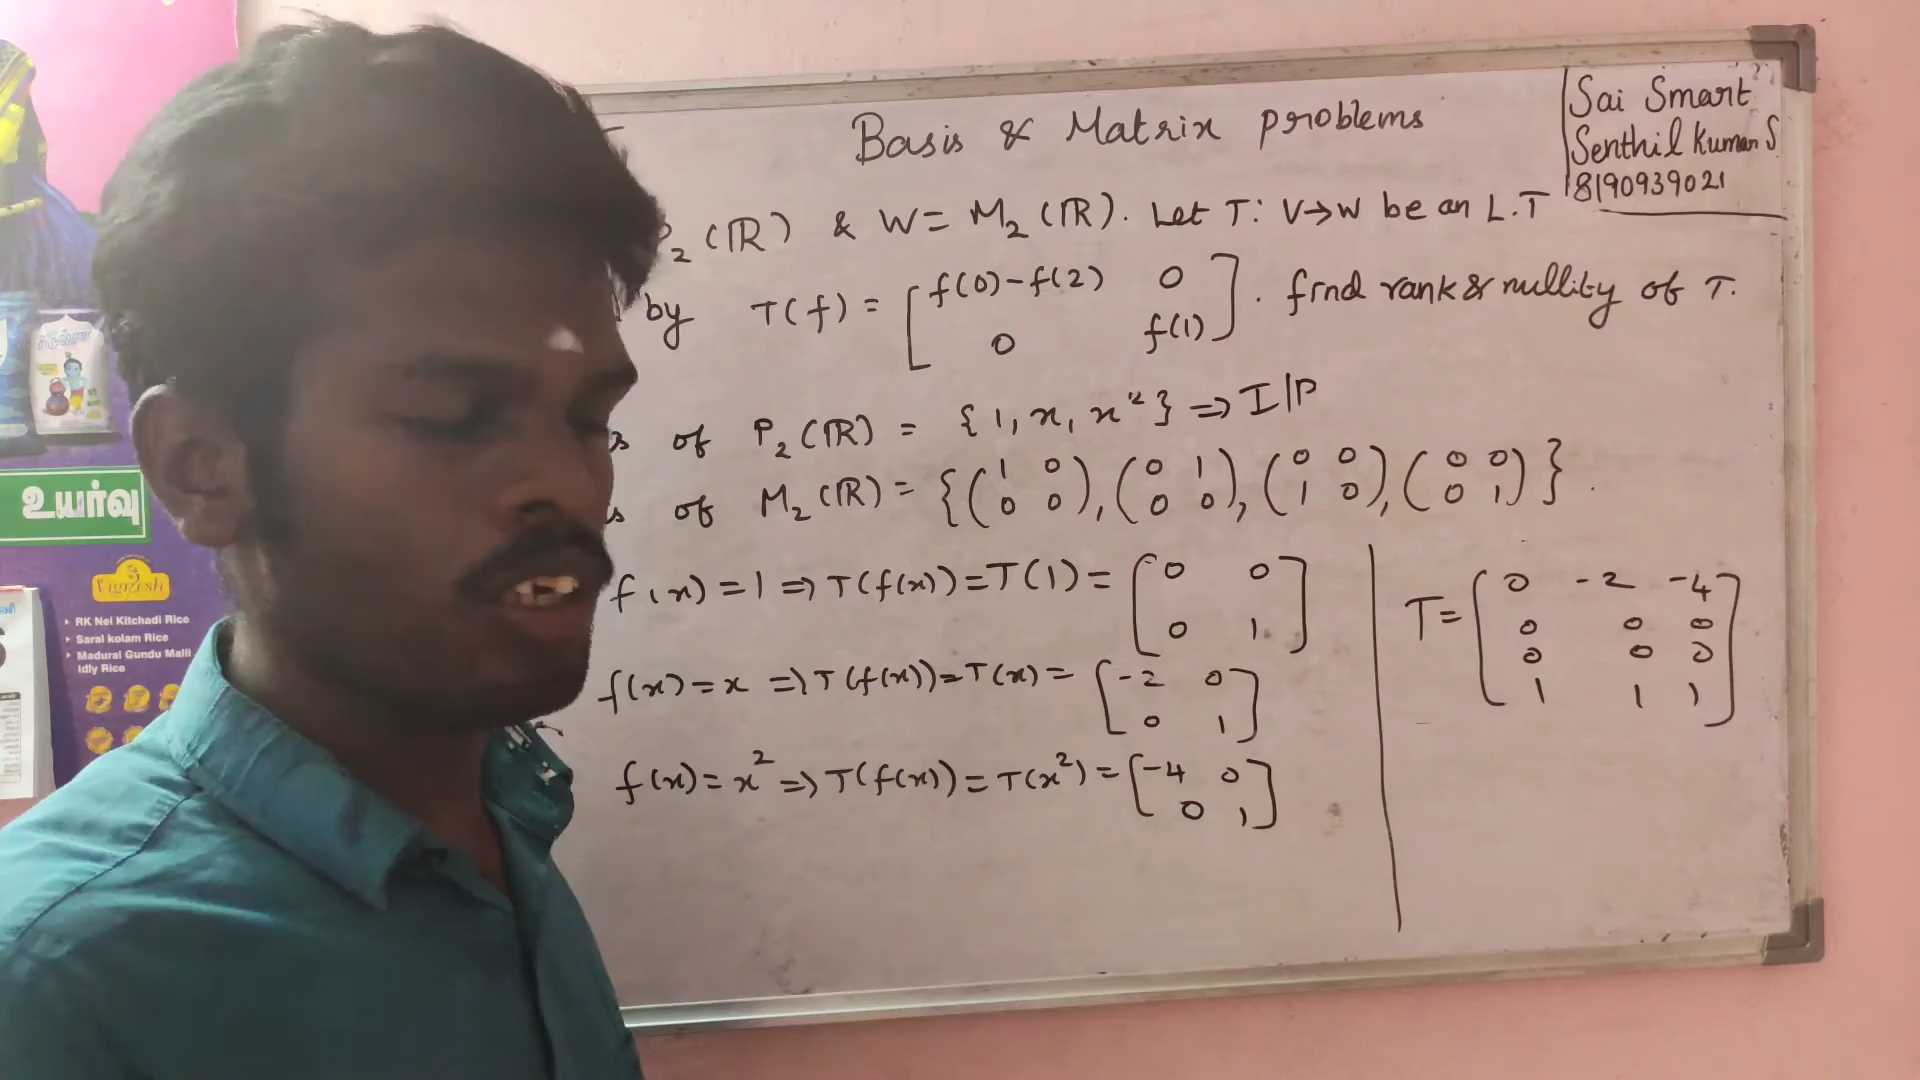 Basis & Matrix problems
Sai Smart
Senthil Kumar S
8190939021
P₂(ℝ) & W = M₂(ℝ). Let T: V→W be an L.T
by T(f) = [f(0)-f(2) 0
0 f(1)]. find rank & nullity of T.
of P₂(ℝ) = {1, x, x²} ⇒ I/P
of M₂(ℝ) = {(1 0
0 0), (0 1
0 0), (0 0
1 0), (0 0
0 1)}.
f(x) = 1 ⇒ T(f(x)) = T(1) = [0 0
0 1]
f(x) = x ⇒ T(f(x)) = T(x) = [-2 0
0 1]
f(x) = x² ⇒ T(f(x)) = T(x²) = [-4 0
0 1]
T = [0 -2 -4
0 0 0
0 0 0
1 1 1]
உயர்வு
Vignesh
RK Nei Kitchadi Rice
Saral kolam Rice
Madurai Gundu Malli
Idly Rice